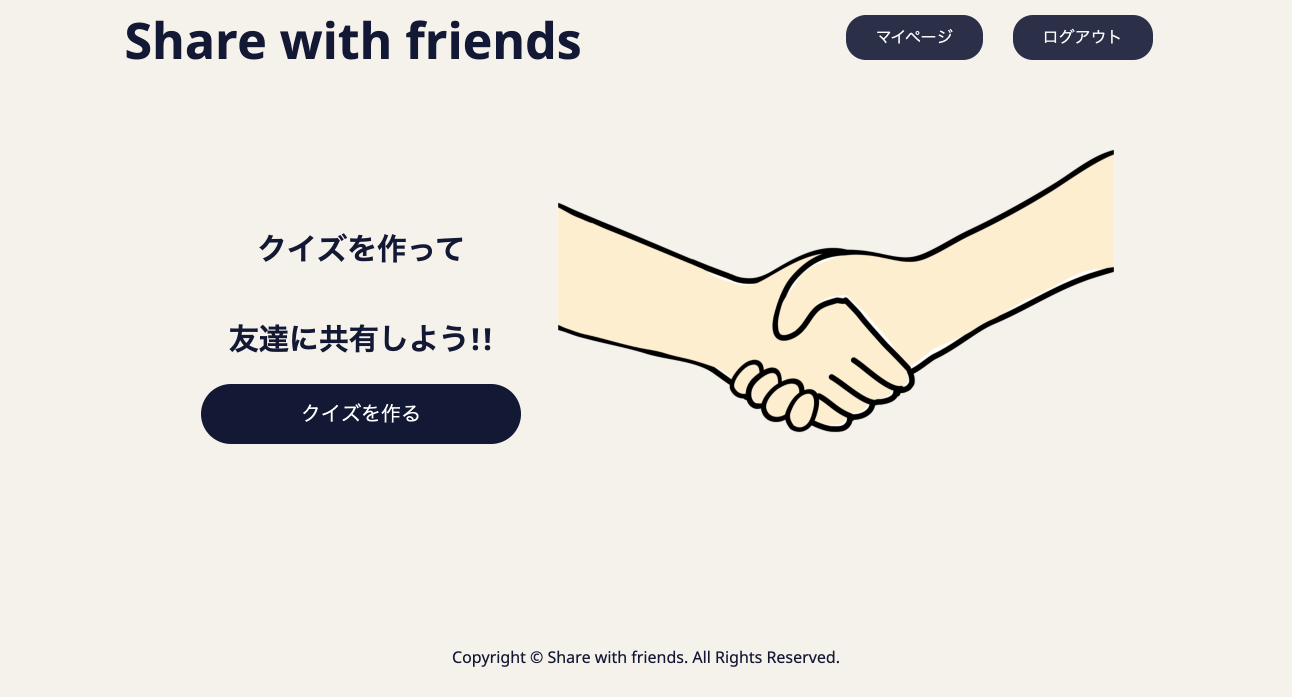 Share with friends
マイページ
ログアウト
クイズを作って
友達に共有しよう!!
クイズを作る
Copyright © Share with friends. All Rights Reserved.